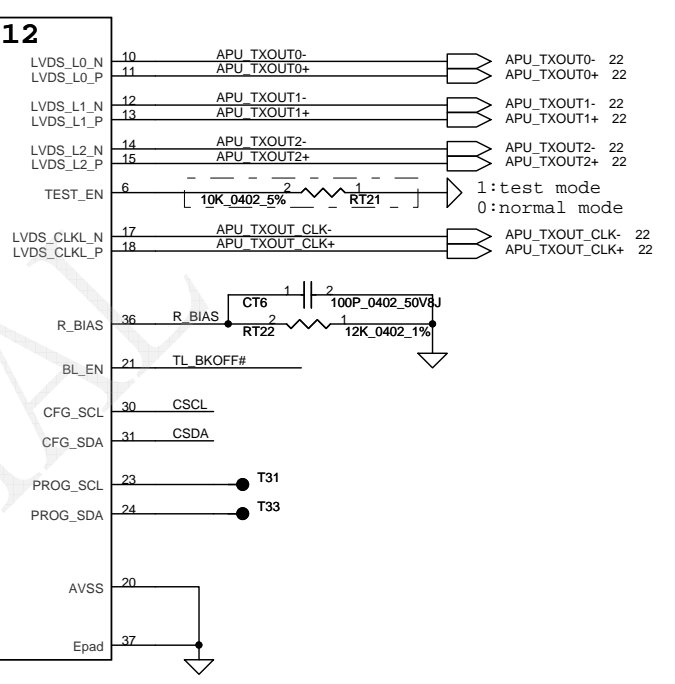 12
LVDS_L0_N 10 APU_TXOUT0- APU_TXOUT0- 22
LVDS_L0_P 11 APU_TXOUT0+ APU_TXOUT0+ 22
LVDS_L1_N 12 APU_TXOUT1- APU_TXOUT1- 22
LVDS_L1_P 13 APU_TXOUT1+ APU_TXOUT1+ 22
LVDS_L2_N 14 APU_TXOUT2- APU_TXOUT2- 22
LVDS_L2_P 15 APU_TXOUT2+ APU_TXOUT2+ 22
TEST_EN 6 2 1 1:test mode
10K_0402_5% RT21 0:normal mode
LVDS_CLKL_N 17 APU_TXOUT_CLK- APU_TXOUT_CLK- 22
LVDS_CLKL_P 18 APU_TXOUT_CLK+ APU_TXOUT_CLK+ 22
1 2
CT6 100P_0402_50V8J
R_BIAS 36 R_BIAS 2 1
RT22 12K_0402_1%
BL_EN 21 TL_BKOFF#
CFG_SCL 30 CSCL
CFG_SDA 31 CSDA
PROG_SCL 23 T31
PROG_SDA 24 T33
AVSS 20
Epad 37